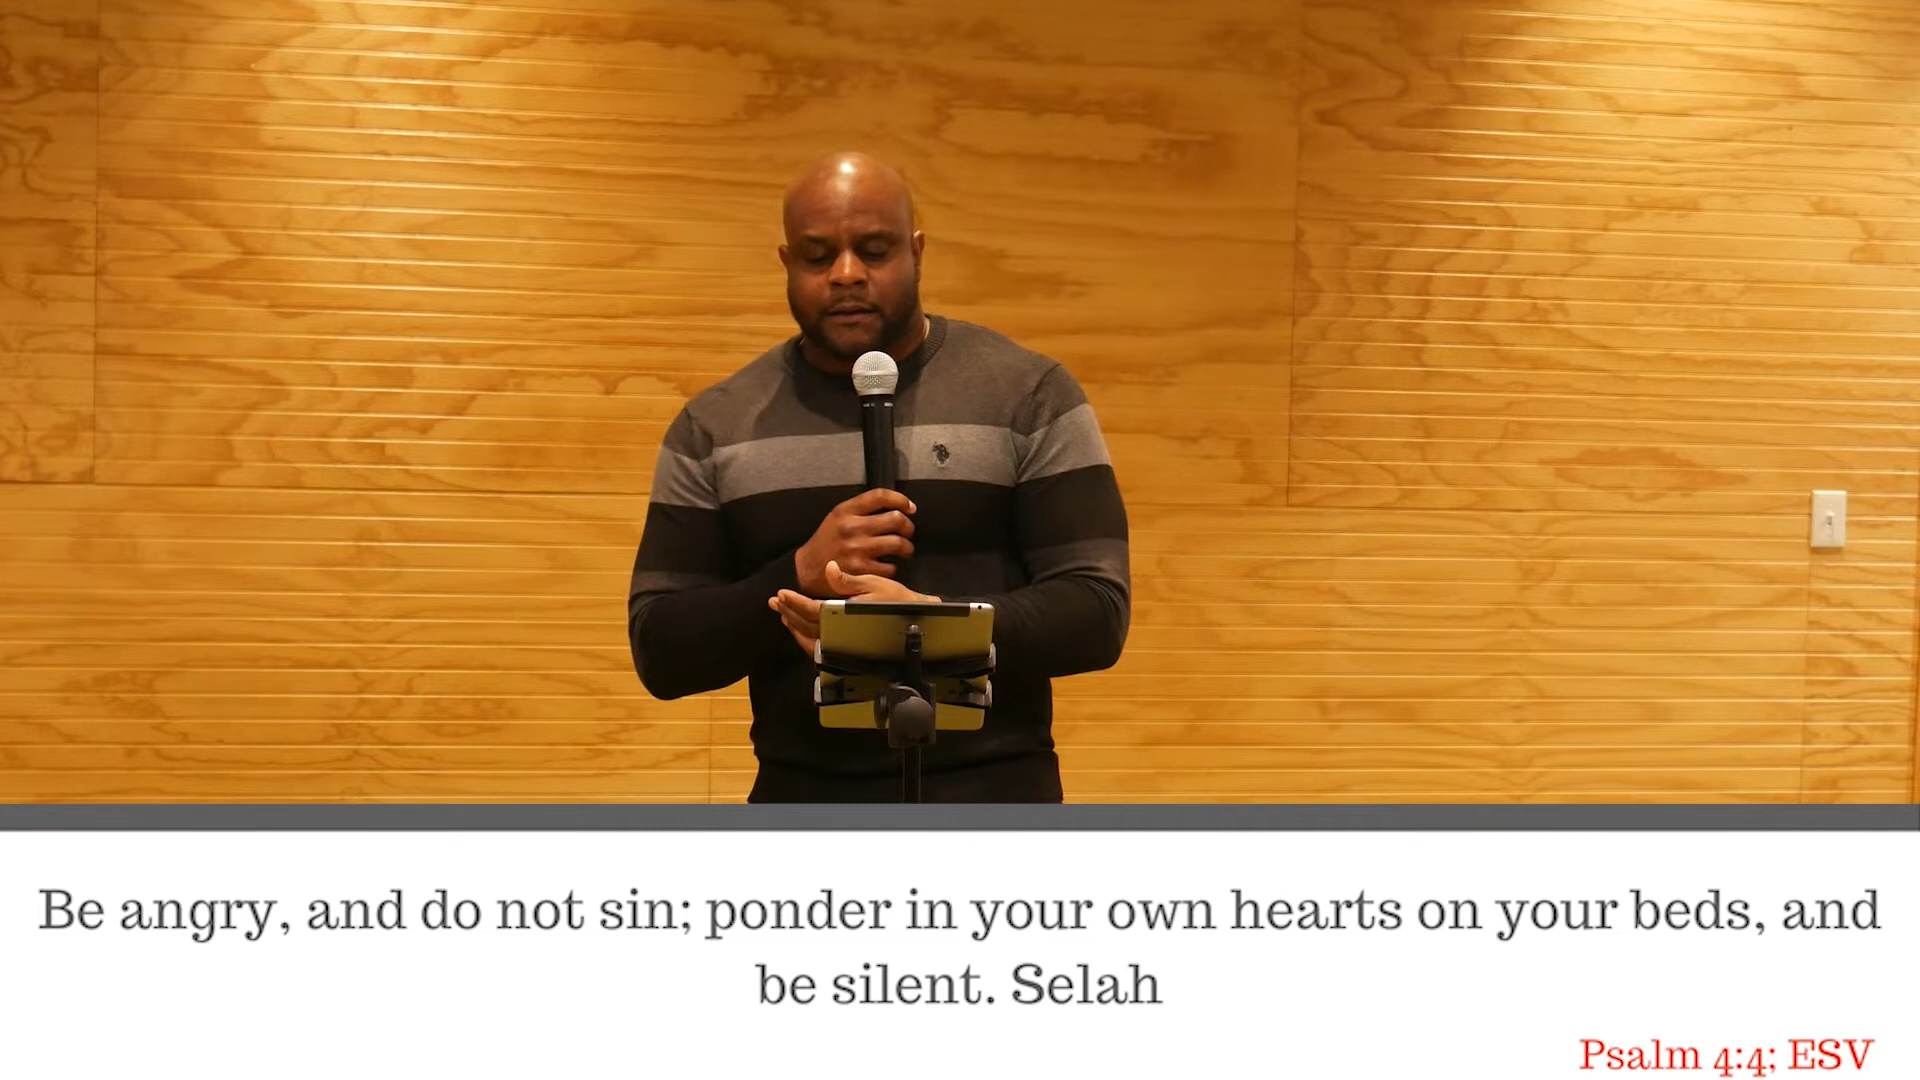 Be angry, and do not sin; ponder in your own hearts on your beds, and
be silent. Selah
Psalm 4:4; ESV